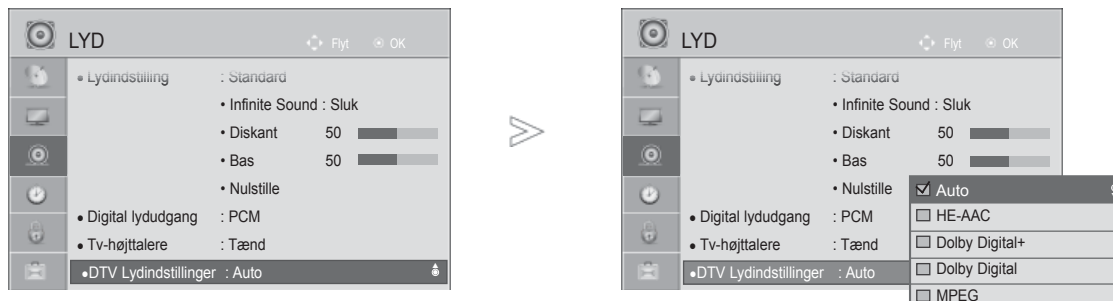 LYD Flyt OK
Lydindstilling : Standard
• Infinite Sound : Sluk
• Diskant 50
• Bas 50
• Nulstille
• Digital lydudgang : PCM
• Tv-højttalere : Tænd
•DTV Lydindstillinger : Auto
LYD Flyt OK
Lydindstilling : Standard
• Infinite Sound : Sluk
• Diskant 50
• Bas 50
• Nulstille
• Digital lydudgang : PCM
• Tv-højttalere : Tænd
•DTV Lydindstillinger : Auto
Auto
HE-AAC
Dolby Digital+
Dolby Digital
MPEG